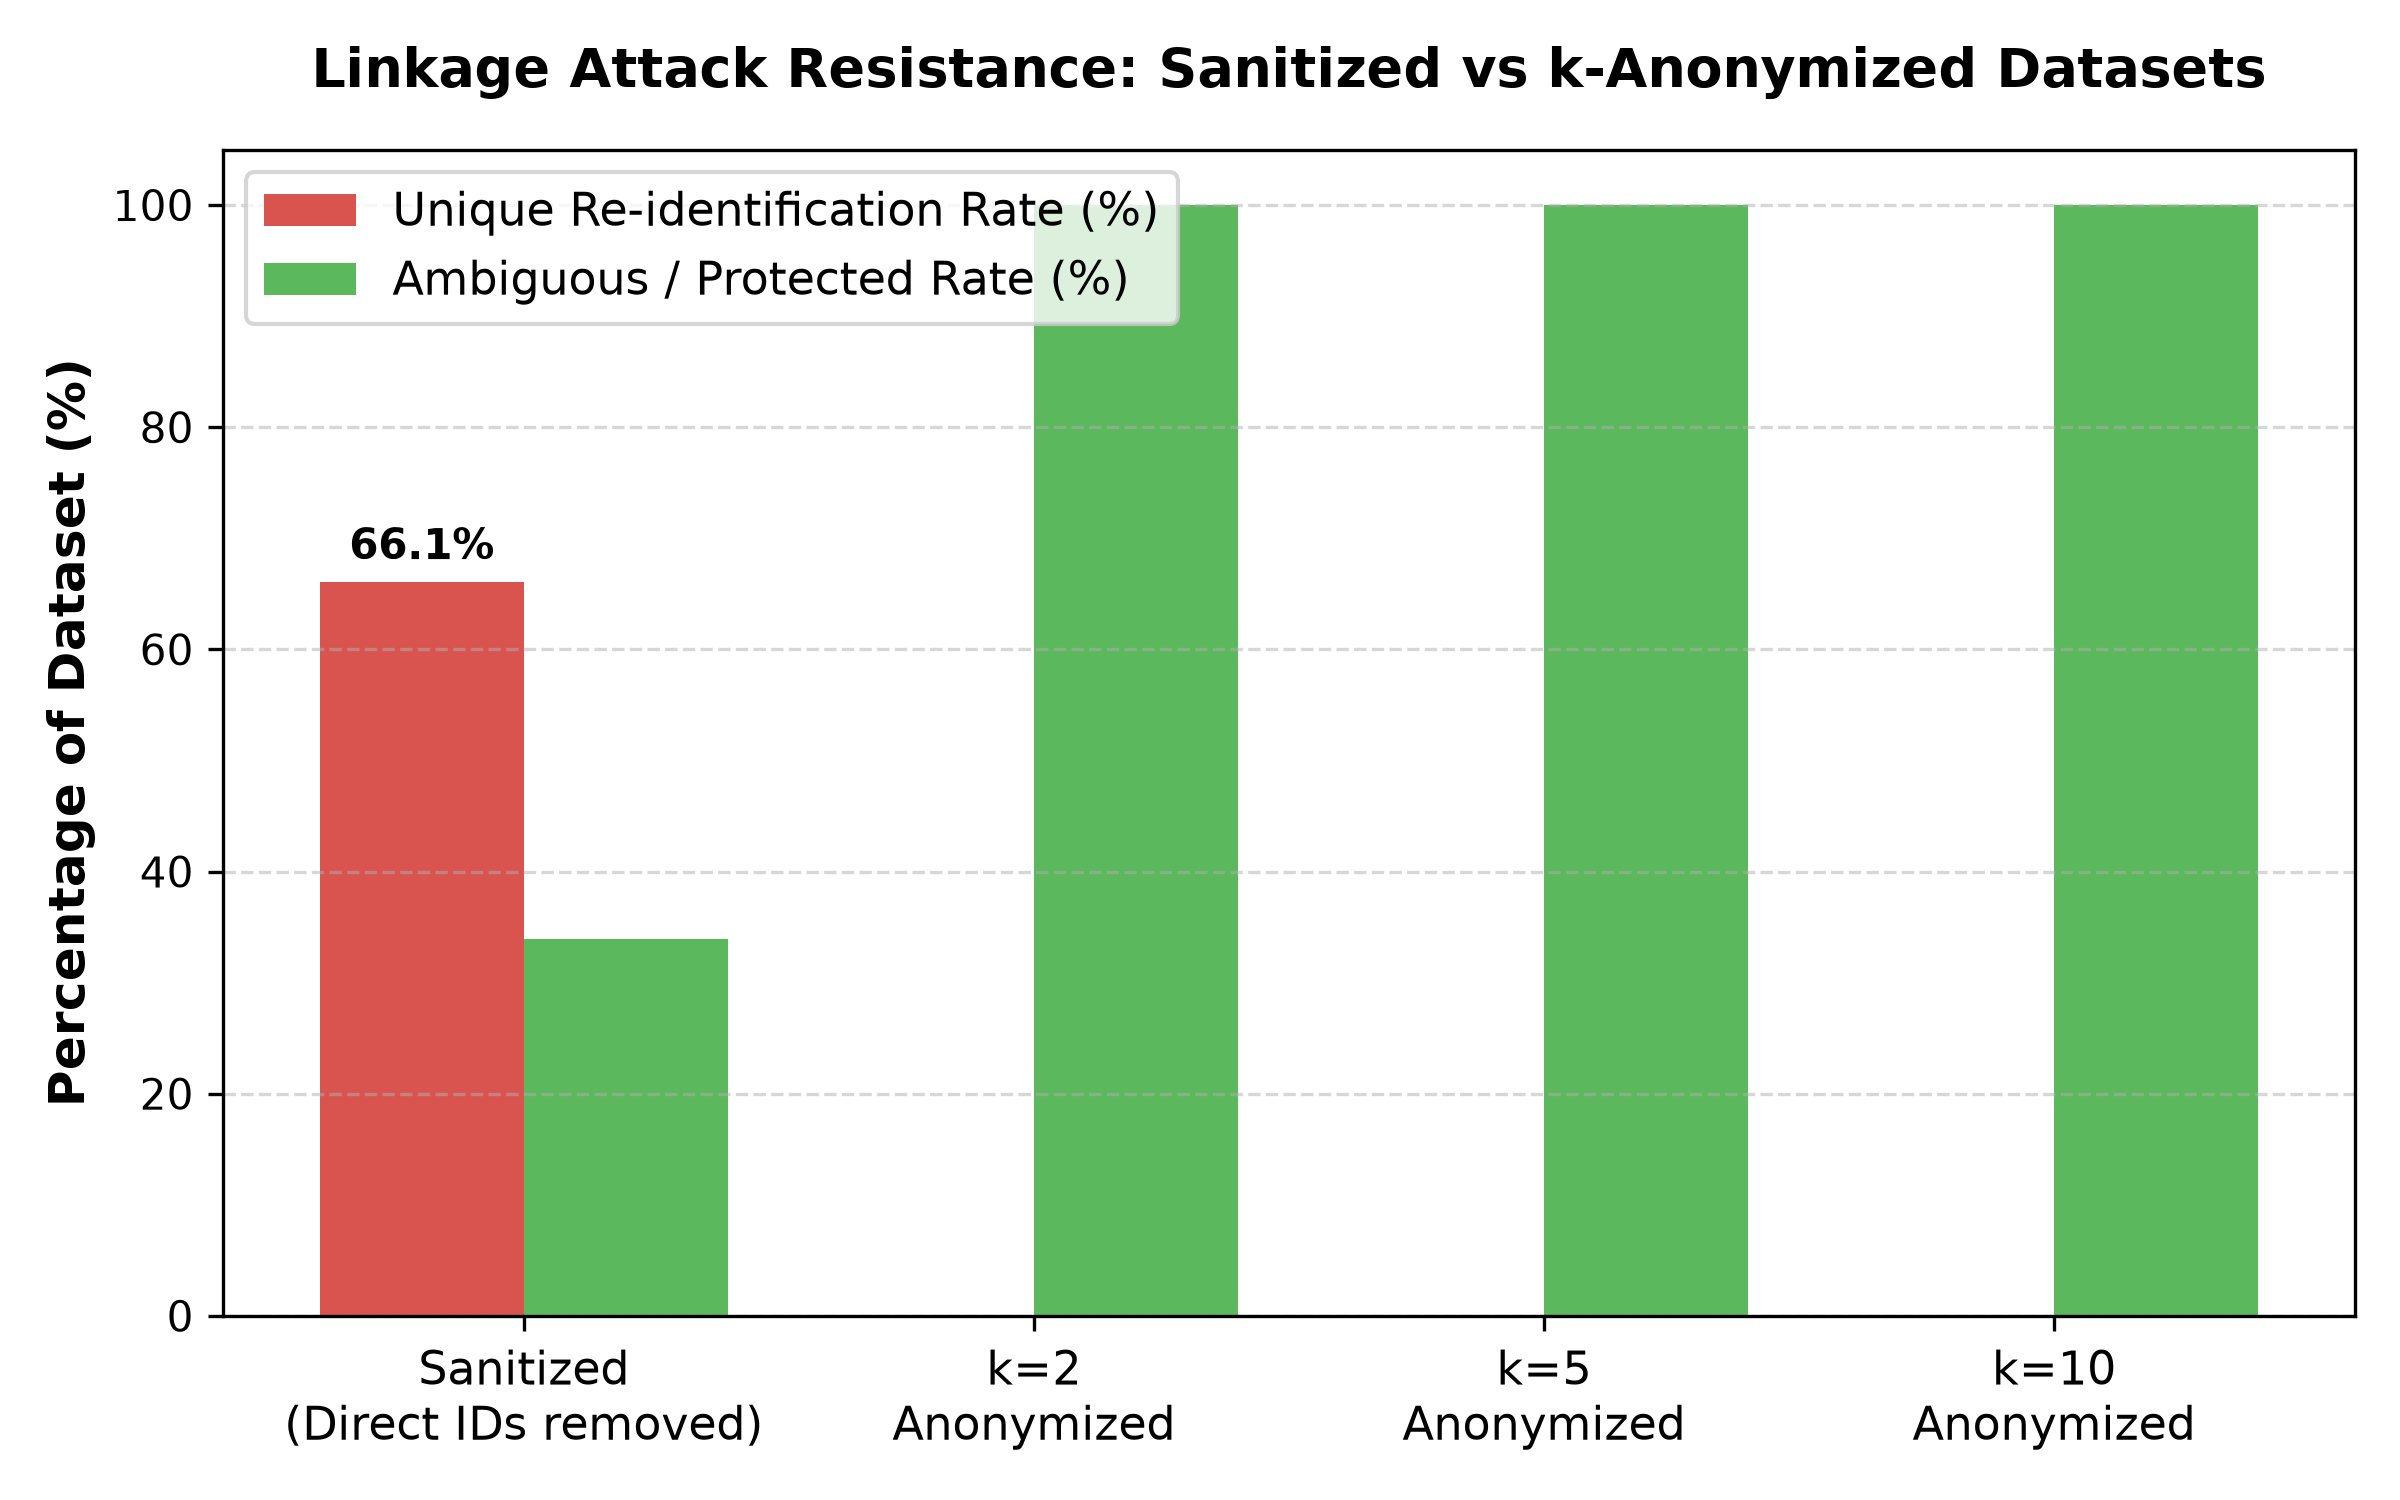 Linkage Attack Resistance: Sanitized vs k-Anonymized Datasets
Unique Re-identification Rate (%)
Ambiguous / Protected Rate (%)
Percentage of Dataset (%)
100
80
60
40
20
0
66.1%
Sanitized
(Direct IDs removed)
k=2
Anonymized
k=5
Anonymized
k=10
Anonymized